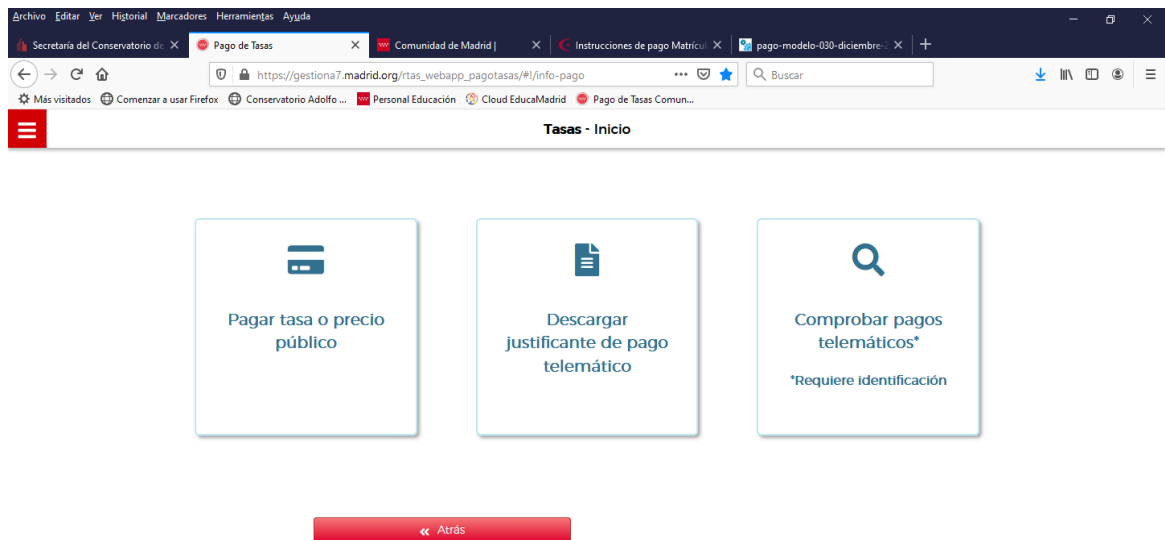 Archivo Editar Ver Historial Marcadores Herramientas Ayuda
Secretaría del Conservatorio de Pago de Tasas Comunidad de Madrid | Instrucciones de pago Matrícul pago-modelo-030-diciembre-2
https://gestiona7.madrid.org/rtas_webapp_pagotasas/#!/info-pago Buscar
Más visitados Comenzar a usar Firefox Conservatorio Adolfo ... Personal Educación Cloud EducaMadrid Pago de Tasas Comun...
Tasas - Inicio
Pagar tasa o precio
público
Descargar
justificante de pago
telemático
Comprobar pagos
telemáticos*
*Requiere identificación
« Atrás